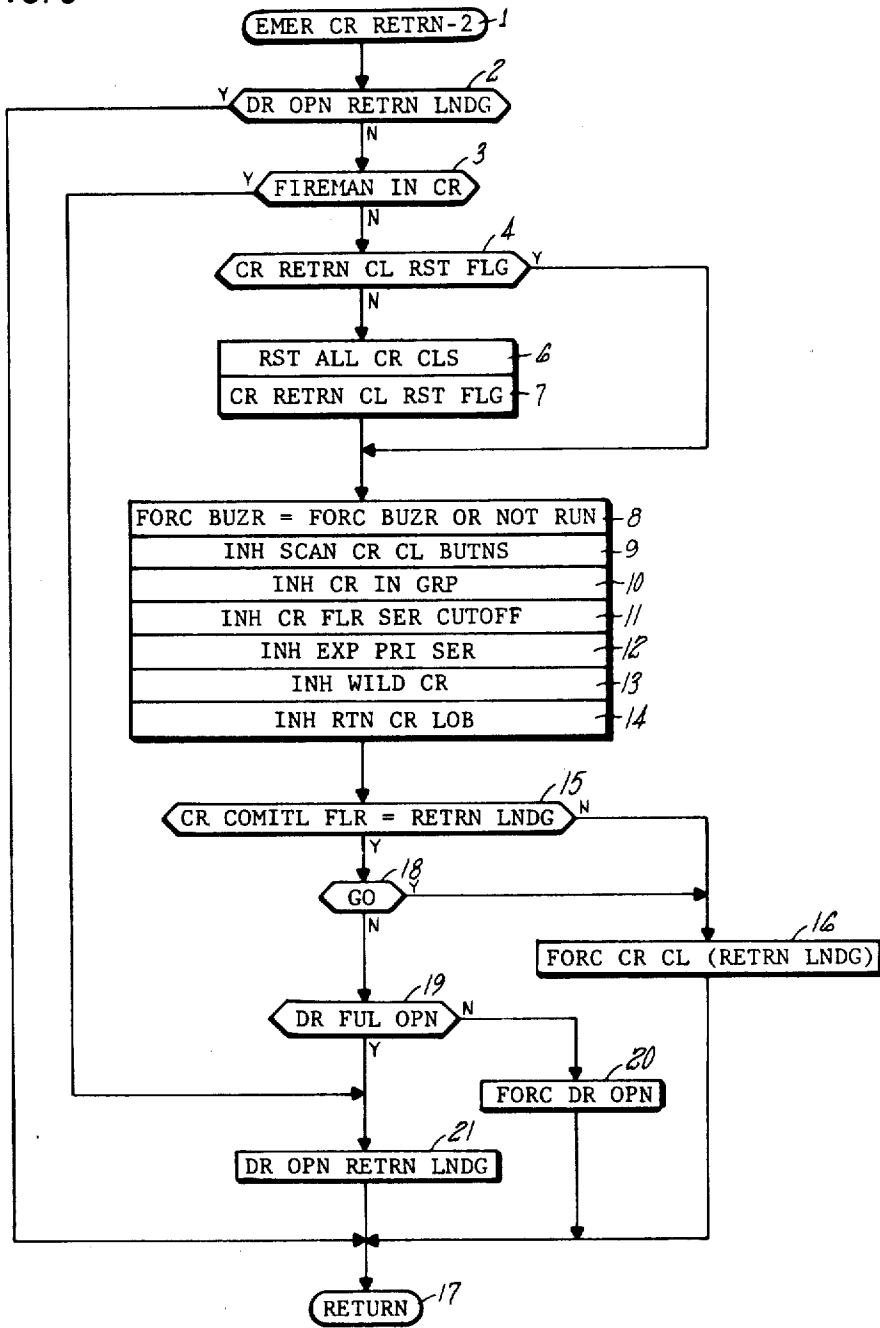 EMER CR RETRN-2 1
2
Y DR OPN RETRN LNDG
N
3
Y FIREMAN IN CR
N
4
CR RETRN CL RST FLG Y
N
RST ALL CR CLS 6
CR RETRN CL RST FLG 7
FORC BUZR = FORC BUZR OR NOT RUN 8
INH SCAN CR CL BUTNS 9
INH CR IN GRP 10
INH CR FLR SER CUTOFF 11
INH EXP PRI SER 12
INH WILD CR 13
INH RTN CR LOB 14
15
CR COMITL FLR = RETRN LNDG N
Y
18
GO Y
N
16
FORC CR CL (RETRN LNDG)
19
DR FUL OPN N
Y
20
FORC DR OPN
21
DR OPN RETRN LNDG
RETURN 17